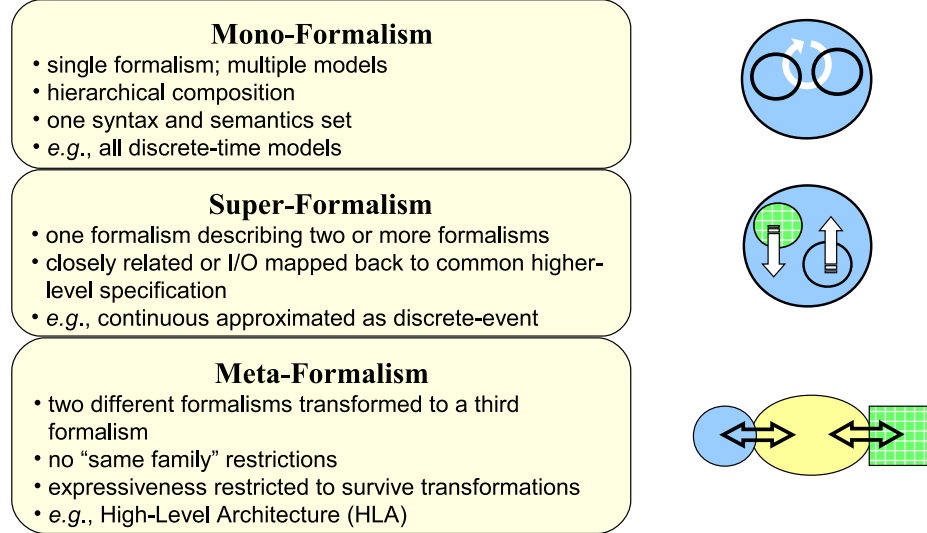 Mono-Formalism
• single formalism; multiple models
• hierarchical composition
• one syntax and semantics set
• e.g., all discrete-time models
Super-Formalism
• one formalism describing two or more formalisms
• closely related or I/O mapped back to common higher-
level specification
• e.g., continuous approximated as discrete-event
Meta-Formalism
• two different formalisms transformed to a third
formalism
• no “same family” restrictions
• expressiveness restricted to survive transformations
• e.g., High-Level Architecture (HLA)